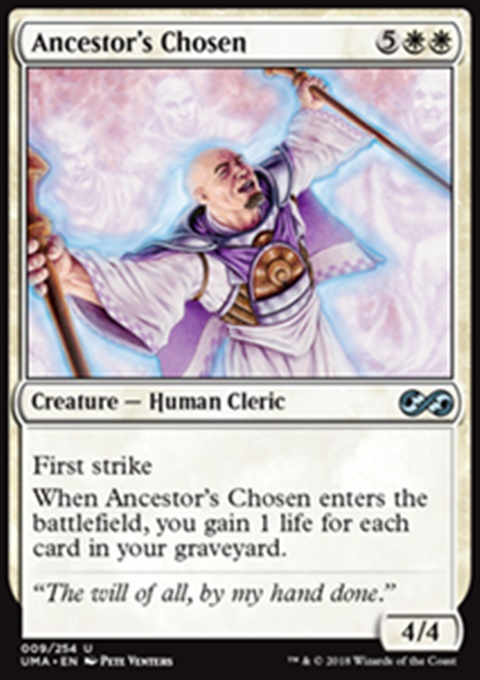 Ancestor's Chosen 5
Creature — Human Cleric
First strike
When Ancestor's Chosen enters the
battlefield, you gain 1 life for each
card in your graveyard.
"The will of all, by my hand done."
4/4
009/254 U
UMA • EN Pete Venters
™ & © 2018 Wizards of the Coast